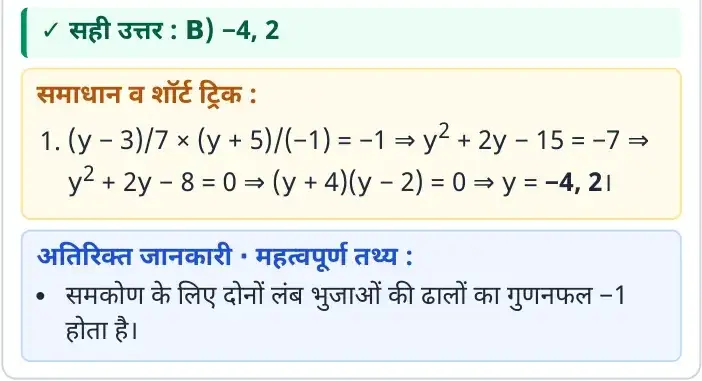 ✓ सही उत्तर : B) −4, 2
समाधान व शॉर्ट ट्रिक :
1. (y − 3)/7 × (y + 5)/(−1) = −1 ⇒ y² + 2y − 15 = −7 ⇒
y² + 2y − 8 = 0 ⇒ (y + 4)(y − 2) = 0 ⇒ y = −4, 2।
अतिरिक्त जानकारी · महत्वपूर्ण तथ्य :
• समकोण के लिए दोनों लंब भुजाओं की ढालों का गुणनफल −1
होता है।